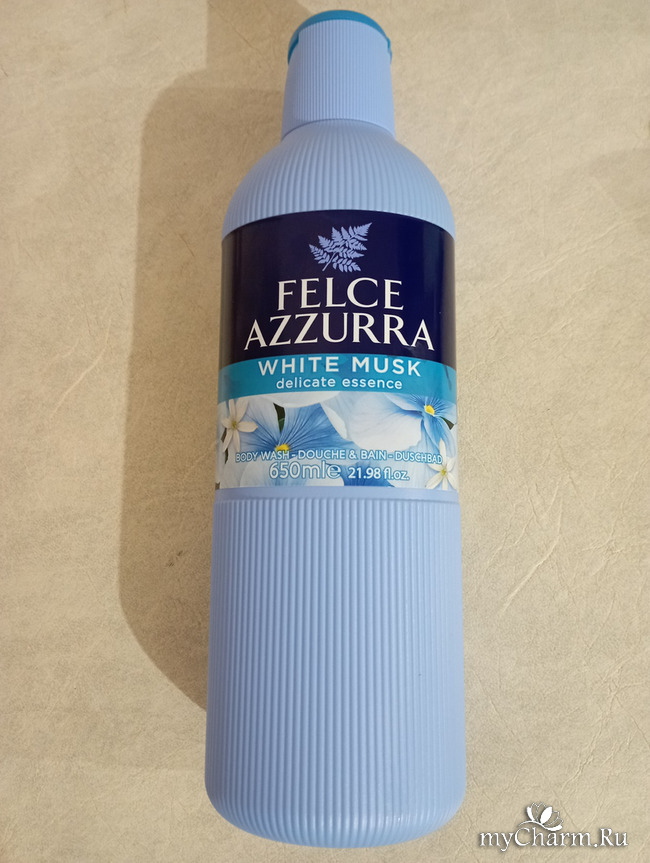 FELCE
AZZURRA
WHITE MUSK
delicate essence
BODY WASH - DOUCHE & BAIN - DUSCHBAD
650ml℮ 21.98 fl.oz.
myCharm.Ru